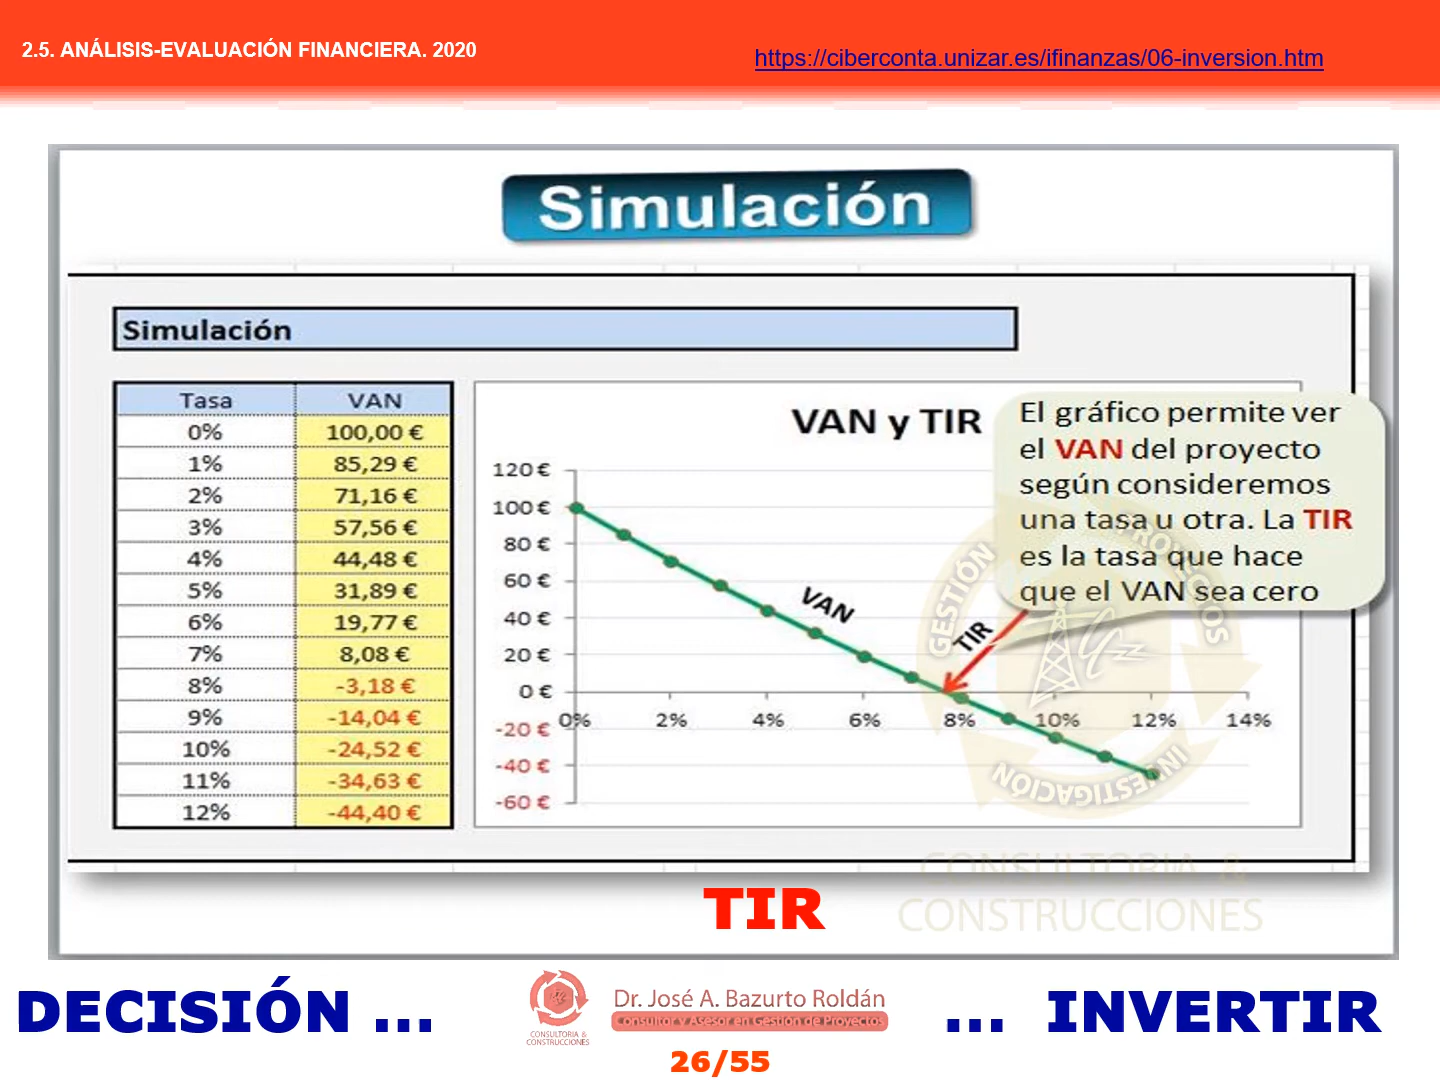 2.5. ANÁLISIS-EVALUACIÓN FINANCIERA. 2020
https://ciberconta.unizar.es/ifinanzas/06-inversion.htm
Simulación
Simulación
Tasa VAN
0% 100,00 €
1% 85,29 €
2% 71,16 €
3% 57,56 €
4% 44,48 €
5% 31,89 €
6% 19,77 €
7% 8,08 €
8% -3,18 €
9% -14,04 €
10% -24,52 €
11% -34,63 €
12% -44,40 €
VAN y TIR
120 €
100 €
80 €
60 €
40 €
20 €
0 €
-20 €
-40 €
-60 €
0% 2% 4% 6% 8% 10% 12% 14%
VAN
TIR
El gráfico permite ver
el VAN del proyecto
según consideremos
una tasa u otra. La TIR
es la tasa que hace
que el VAN sea cero
GESTIÓN
PROYECTOS
INVESTIGACIÓN
CONSULTORIA &
CONSTRUCCIONES
TIR
DECISIÓN ...
CONSULTORIA &
CONSTRUCCIONES
Dr. José A. Bazurto Roldán
Consultor y Asesor en Gestión de Proyectos
... INVERTIR
26/55